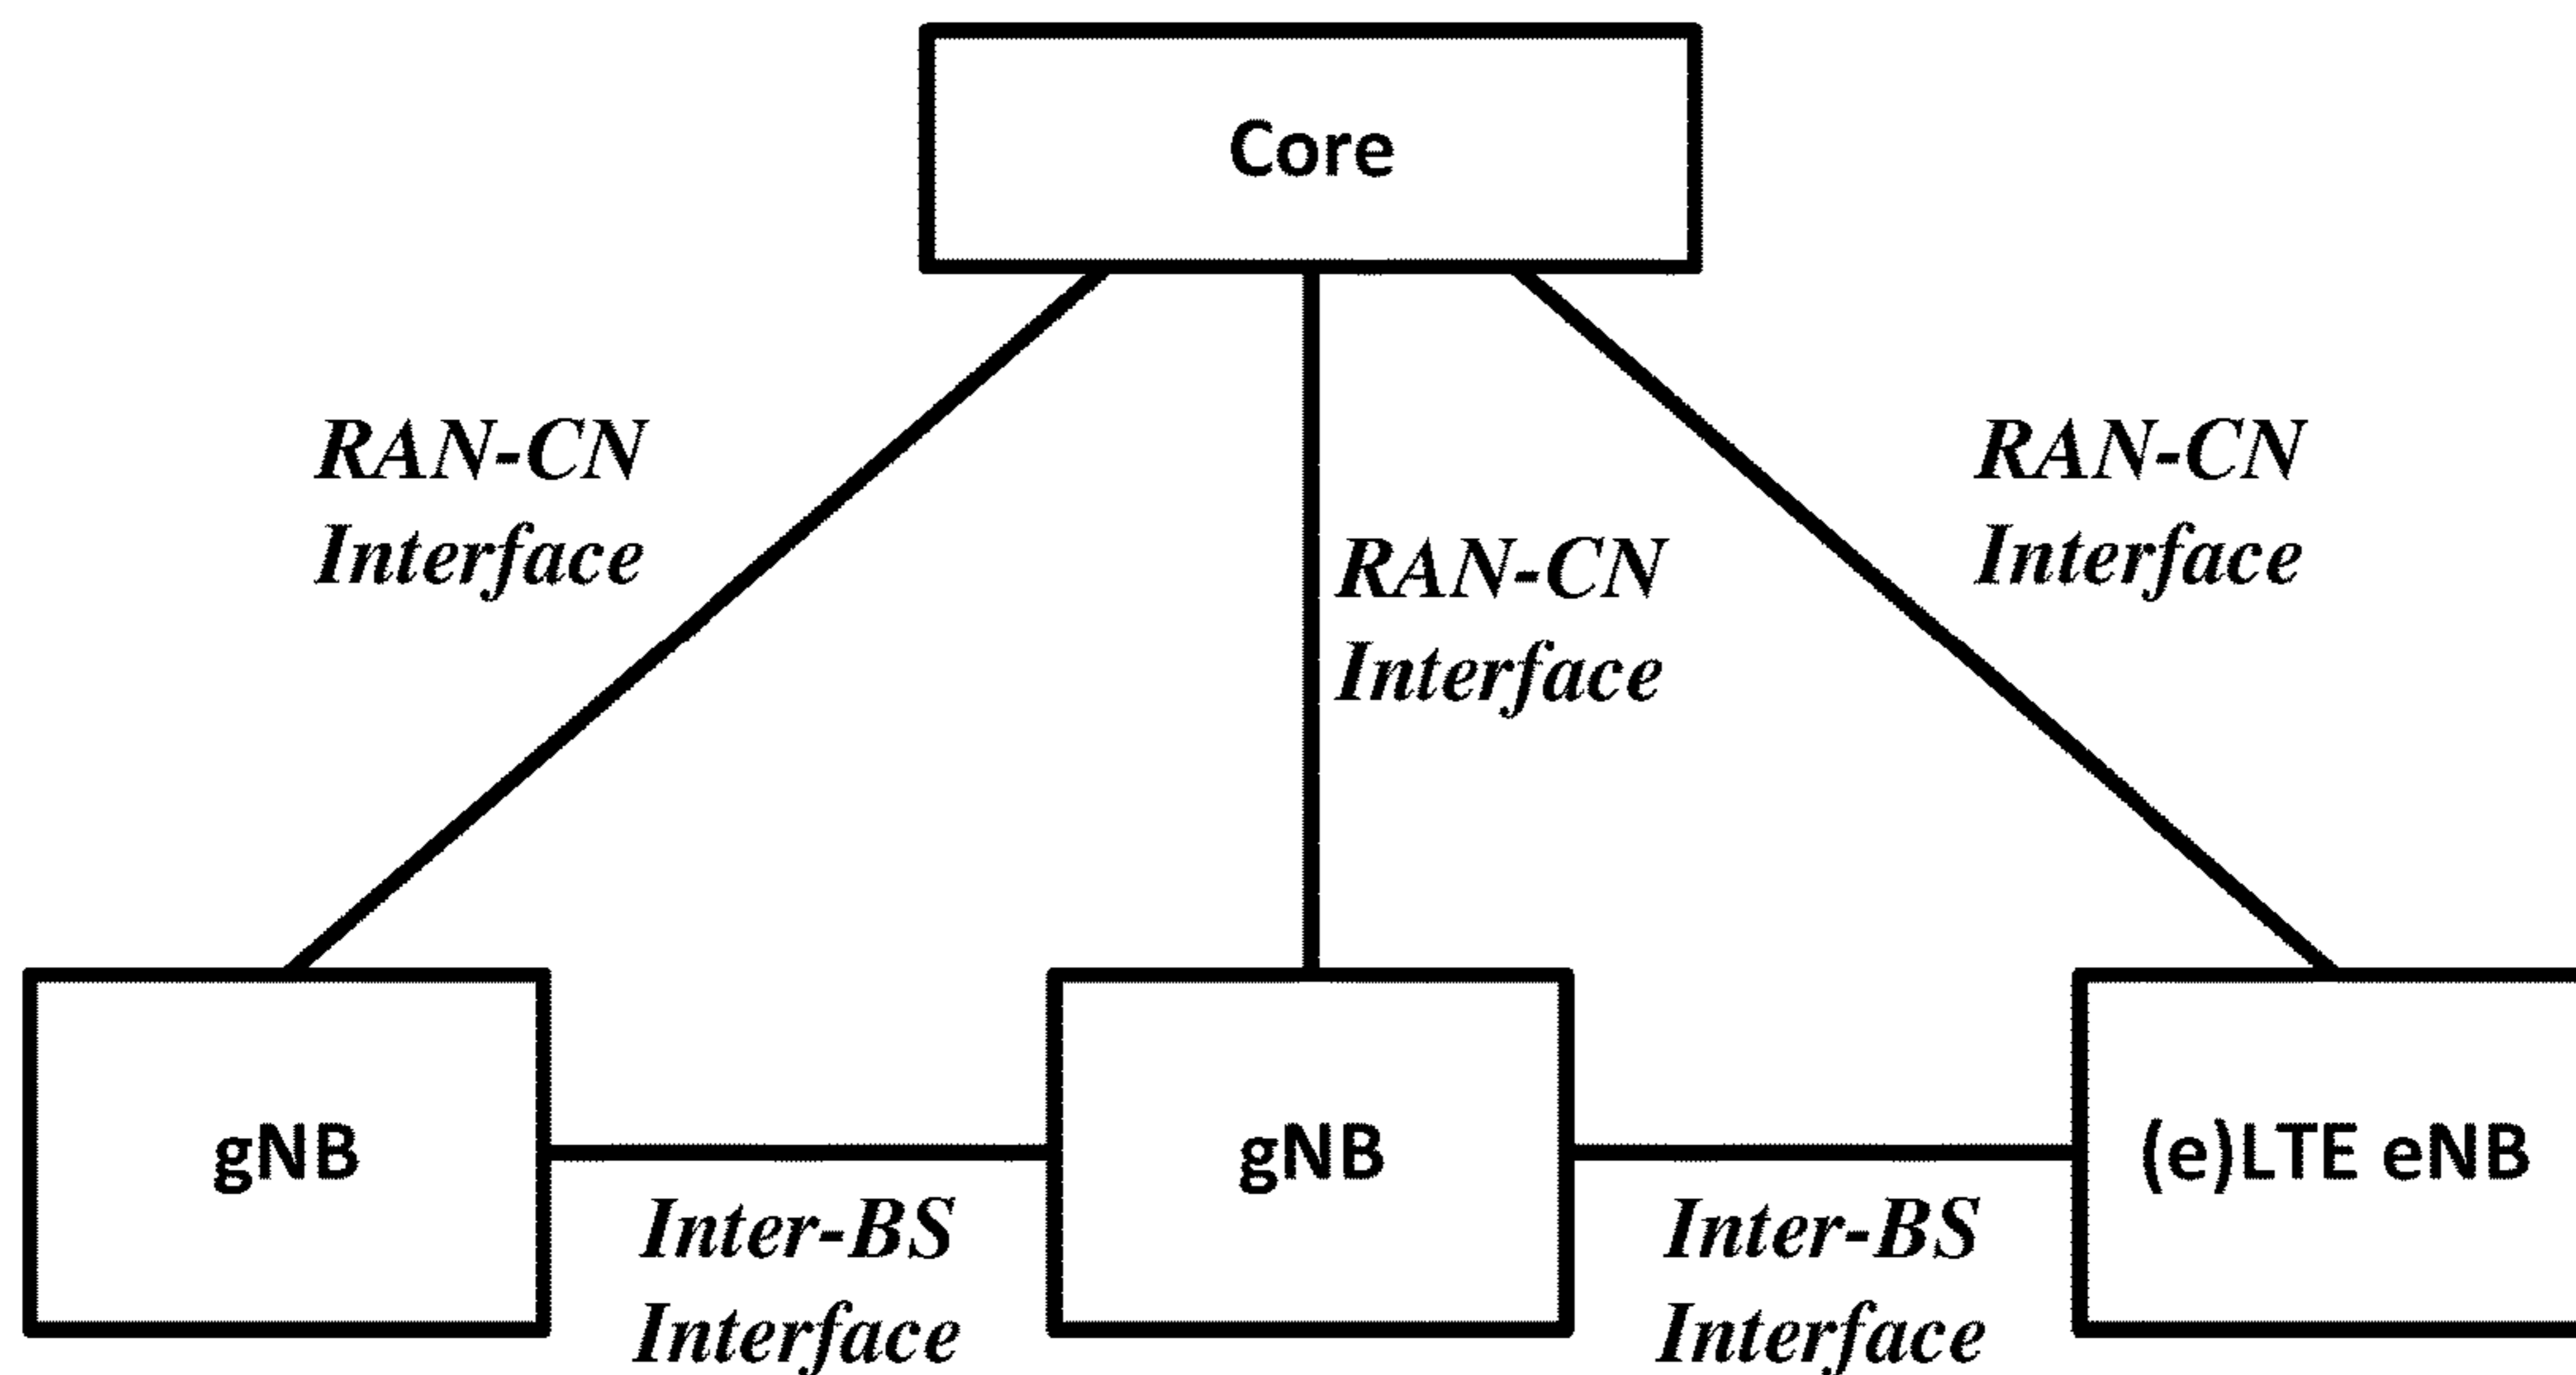 Core
RAN-CN
Interface
RAN-CN
Interface
RAN-CN
Interface
gNB
gNB
(e)LTE eNB
Inter-BS
Interface
Inter-BS
Interface